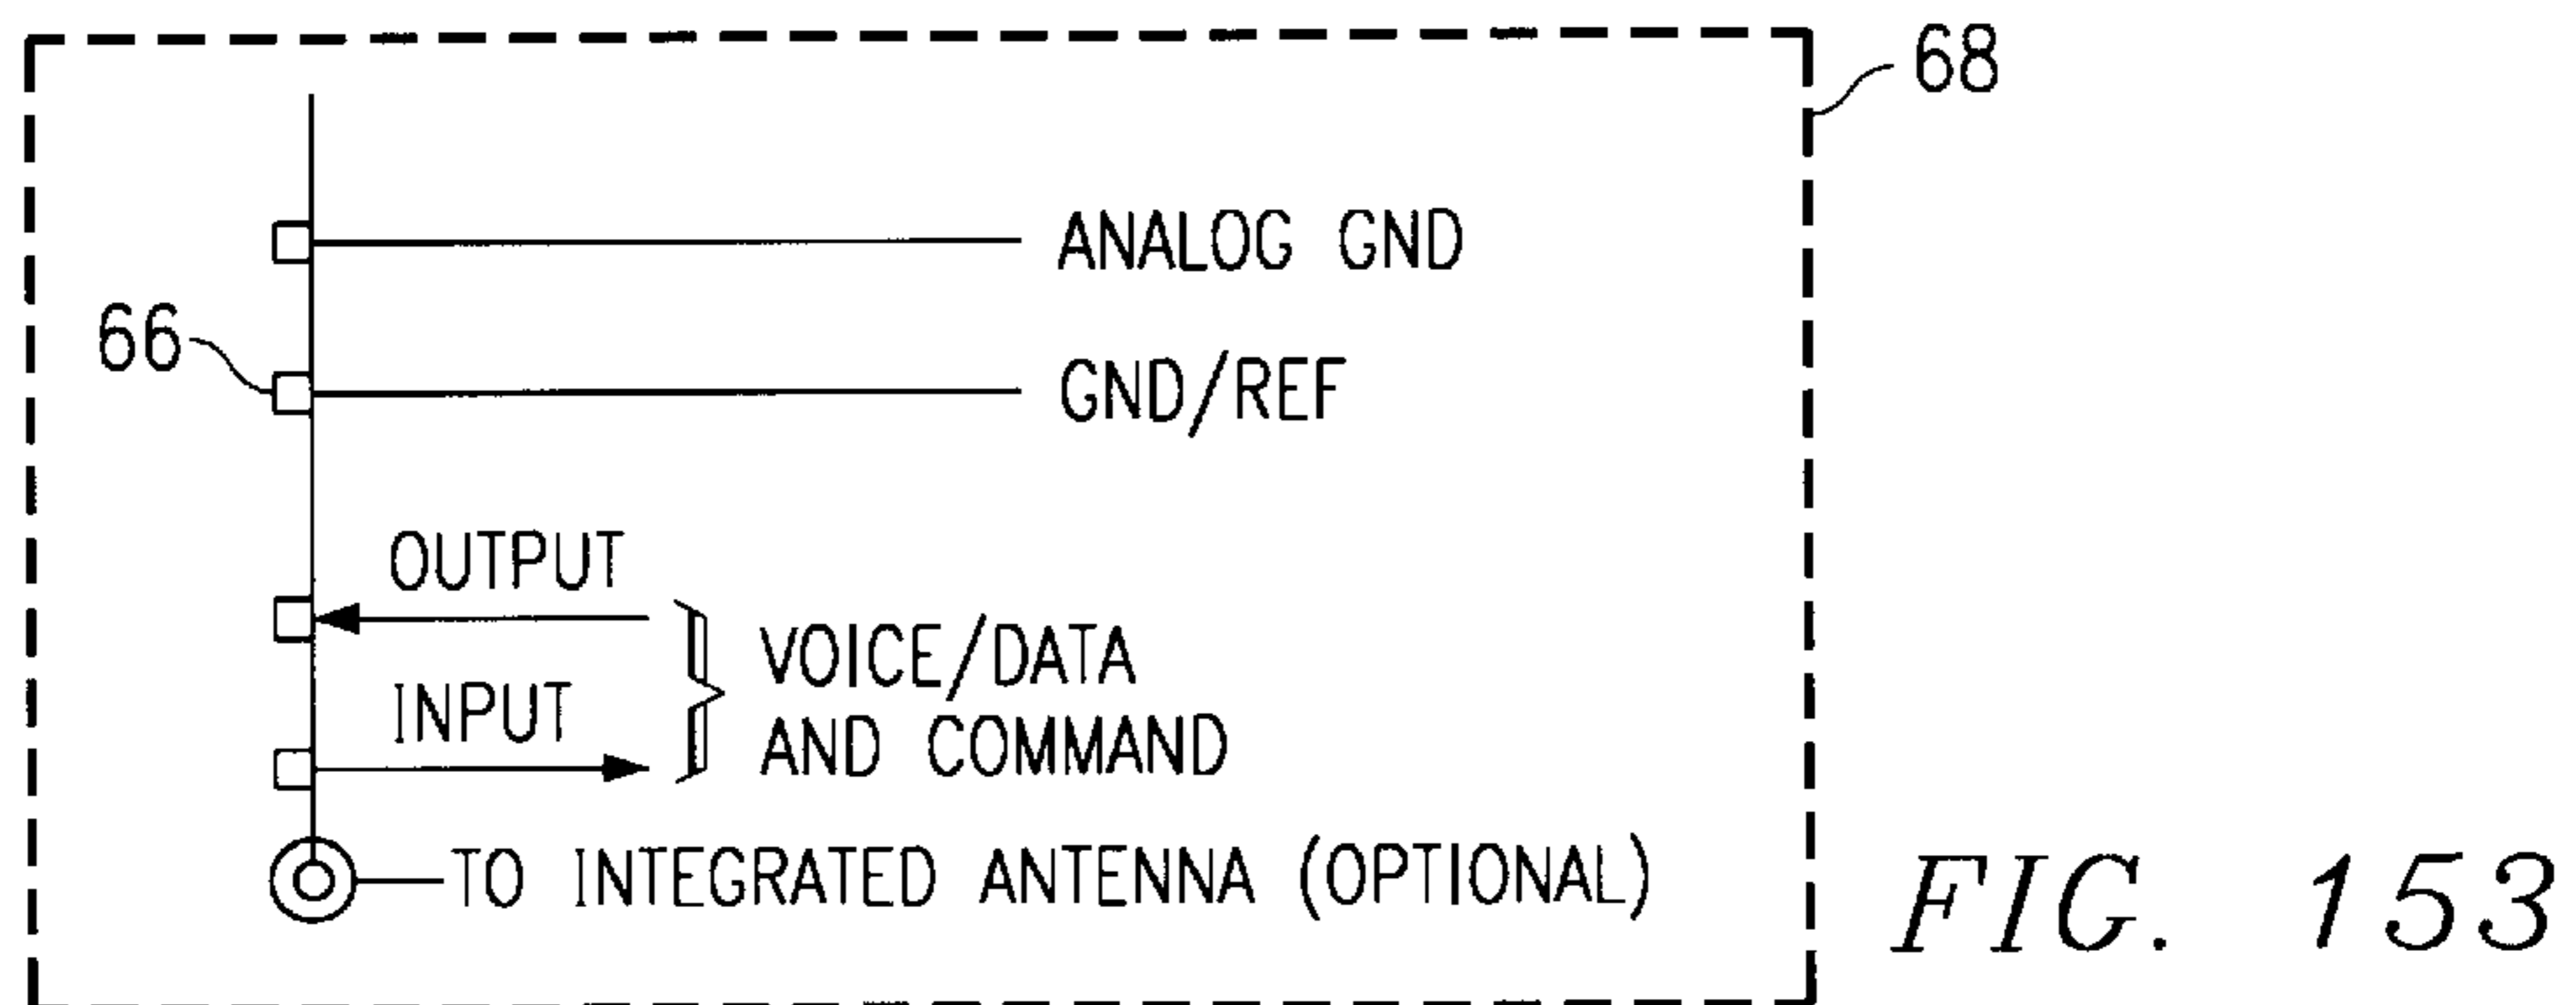 68
ANALOG GND
66
GND/REF
OUTPUT
VOICE/DATA
INPUT
AND COMMAND
TO INTEGRATED ANTENNA (OPTIONAL)
FIG. 153